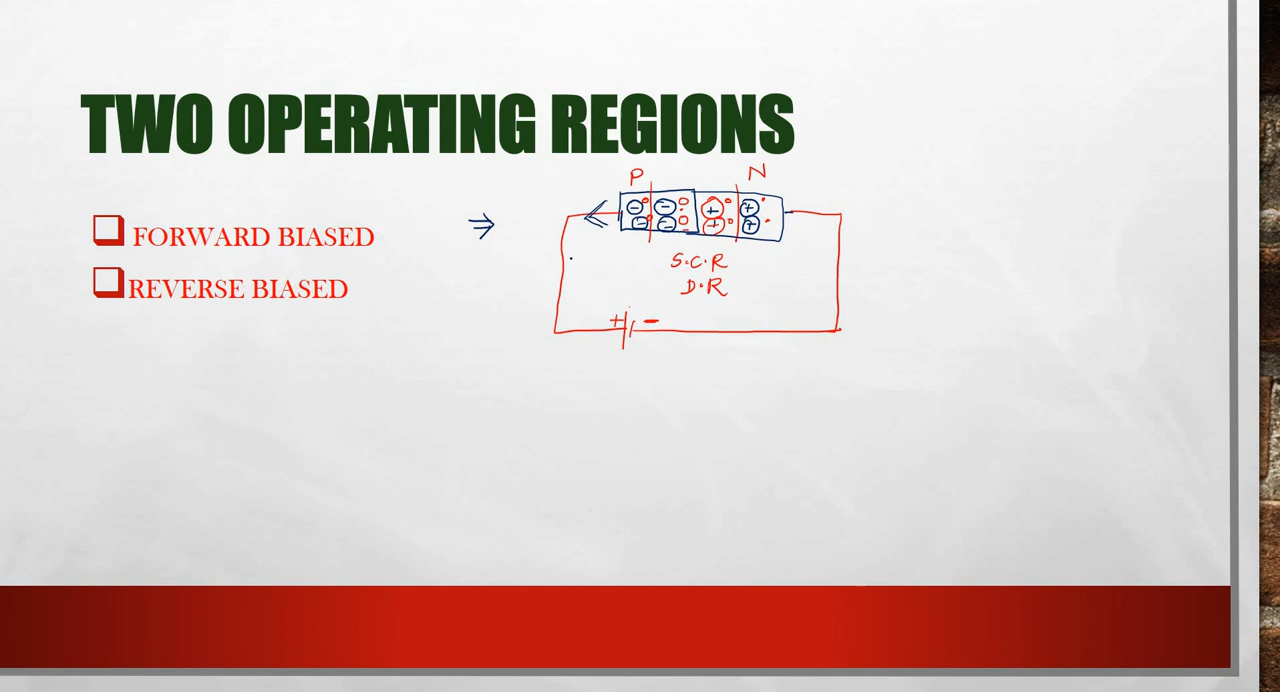 TWO OPERATING REGIONS
P N
FORWARD BIASED
REVERSE BIASED
S.C.R
D.R
+ -